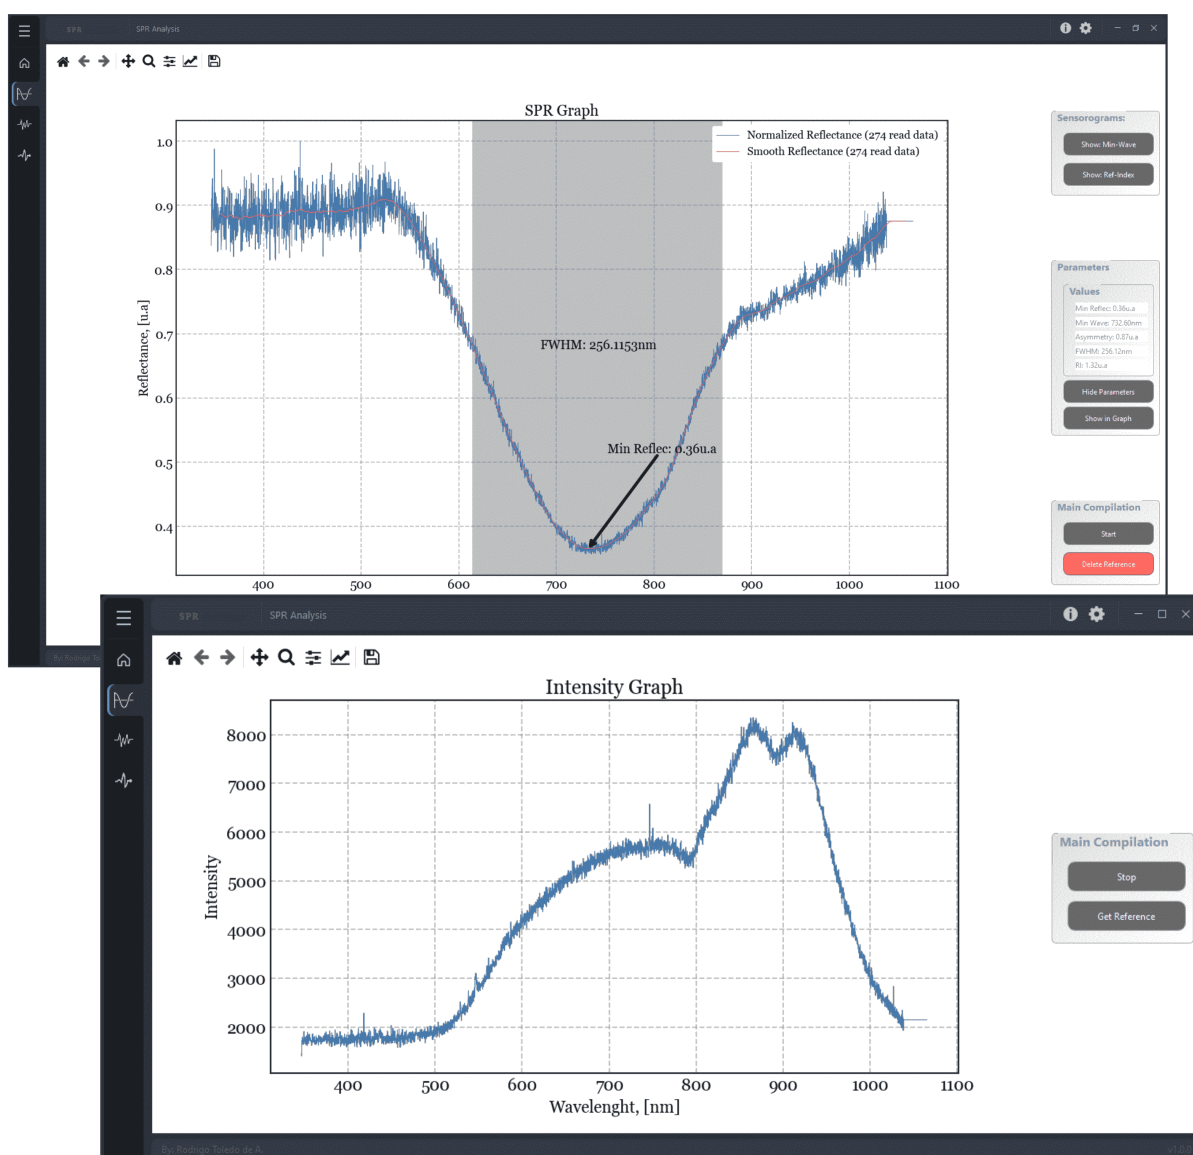 SPR
SPR Analysis
SPR Graph
Normalized Reflectance (274 read data)
Smooth Reflectance (274 read data)
1.0
0.9
0.8
0.7
0.6
0.5
0.4
Reflectance, [u.a]
FWHM: 256.1153nm
Min Reflec: 0.36u.a
400 500 600 700 800 900 1000 1100
Sensorograms:
Show: Min-Wave
Show: Ref-Index
Parameters
Values
Min Reflec: 0.36u.a
Min Wave: 732.60nm
Asymmetry: 0.87u.a
FWHM: 256.12nm
RI: 1.32u.a
Hide Parameters
Show in Graph
Main Compilation
Start
Delete Reference
By: Rodrigo To
SPR
SPR Analysis
Intensity Graph
8000
7000
6000
5000
4000
3000
2000
Intensity
400 500 600 700 800 900 1000 1100
Wavelenght, [nm]
Main Compilation
Stop
Get Reference
By: Rodrigo Toledo de A.